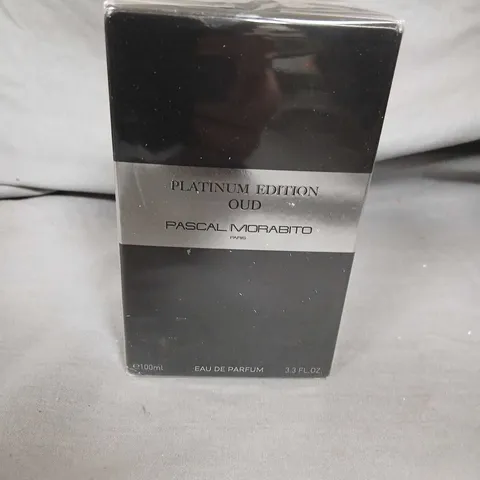 PLATINUM EDITION
OUD
PASCAL MORABITO
PARIS
℮100ml EAU DE PARFUM 3.3 FL.OZ